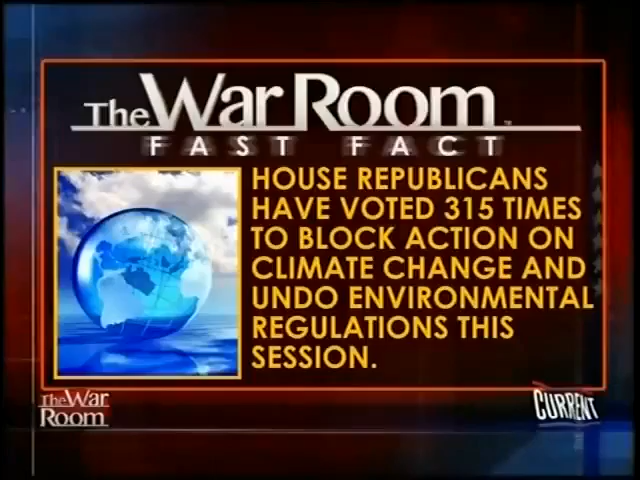 The War Room™
FAST FACT
HOUSE REPUBLICANS
HAVE VOTED 315 TIMES
TO BLOCK ACTION ON
CLIMATE CHANGE AND
UNDO ENVIRONMENTAL
REGULATIONS THIS
SESSION.
The War
Room
CURRENT